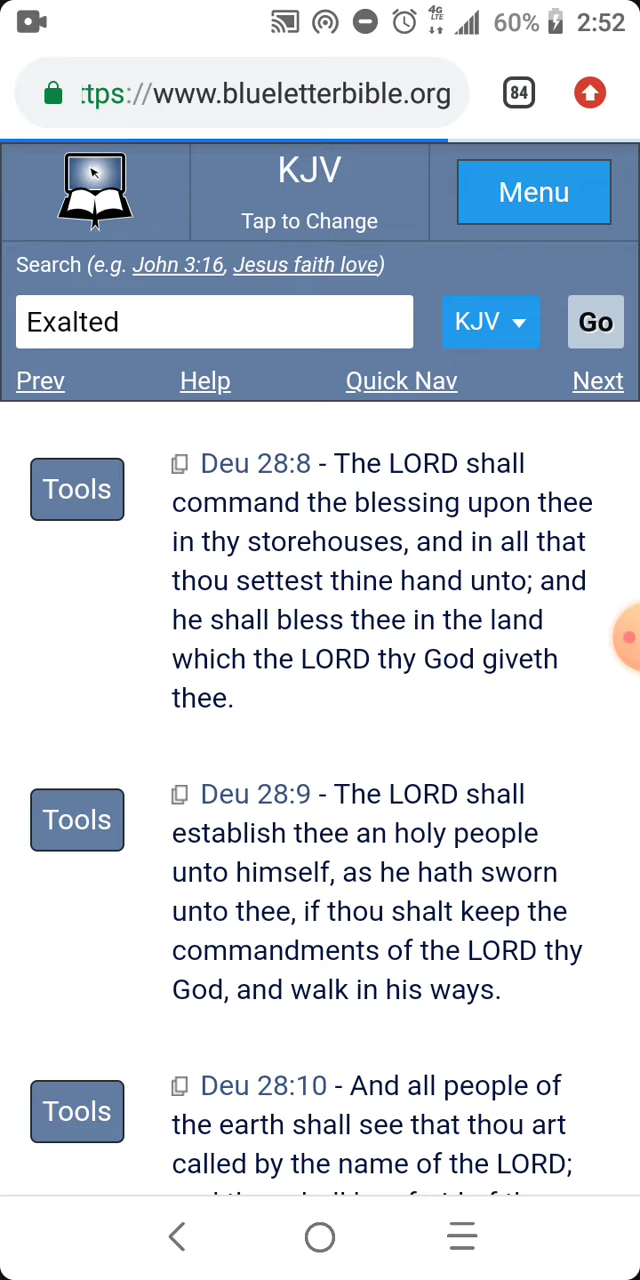 4G
LTE
60%
2:52
ttps://www.blueletterbible.org
84
KJV
Tap to Change
Menu
Search (e.g. John 3:16, Jesus faith love)
Exalted
KJV
Go
Prev
Help
Quick Nav
Next
Tools
Deu 28:8 - The LORD shall
command the blessing upon thee
in thy storehouses, and in all that
thou settest thine hand unto; and
he shall bless thee in the land
which the LORD thy God giveth
thee.
Tools
Deu 28:9 - The LORD shall
establish thee an holy people
unto himself, as he hath sworn
unto thee, if thou shalt keep the
commandments of the LORD thy
God, and walk in his ways.
Tools
Deu 28:10 - And all people of
the earth shall see that thou art
called by the name of the LORD;